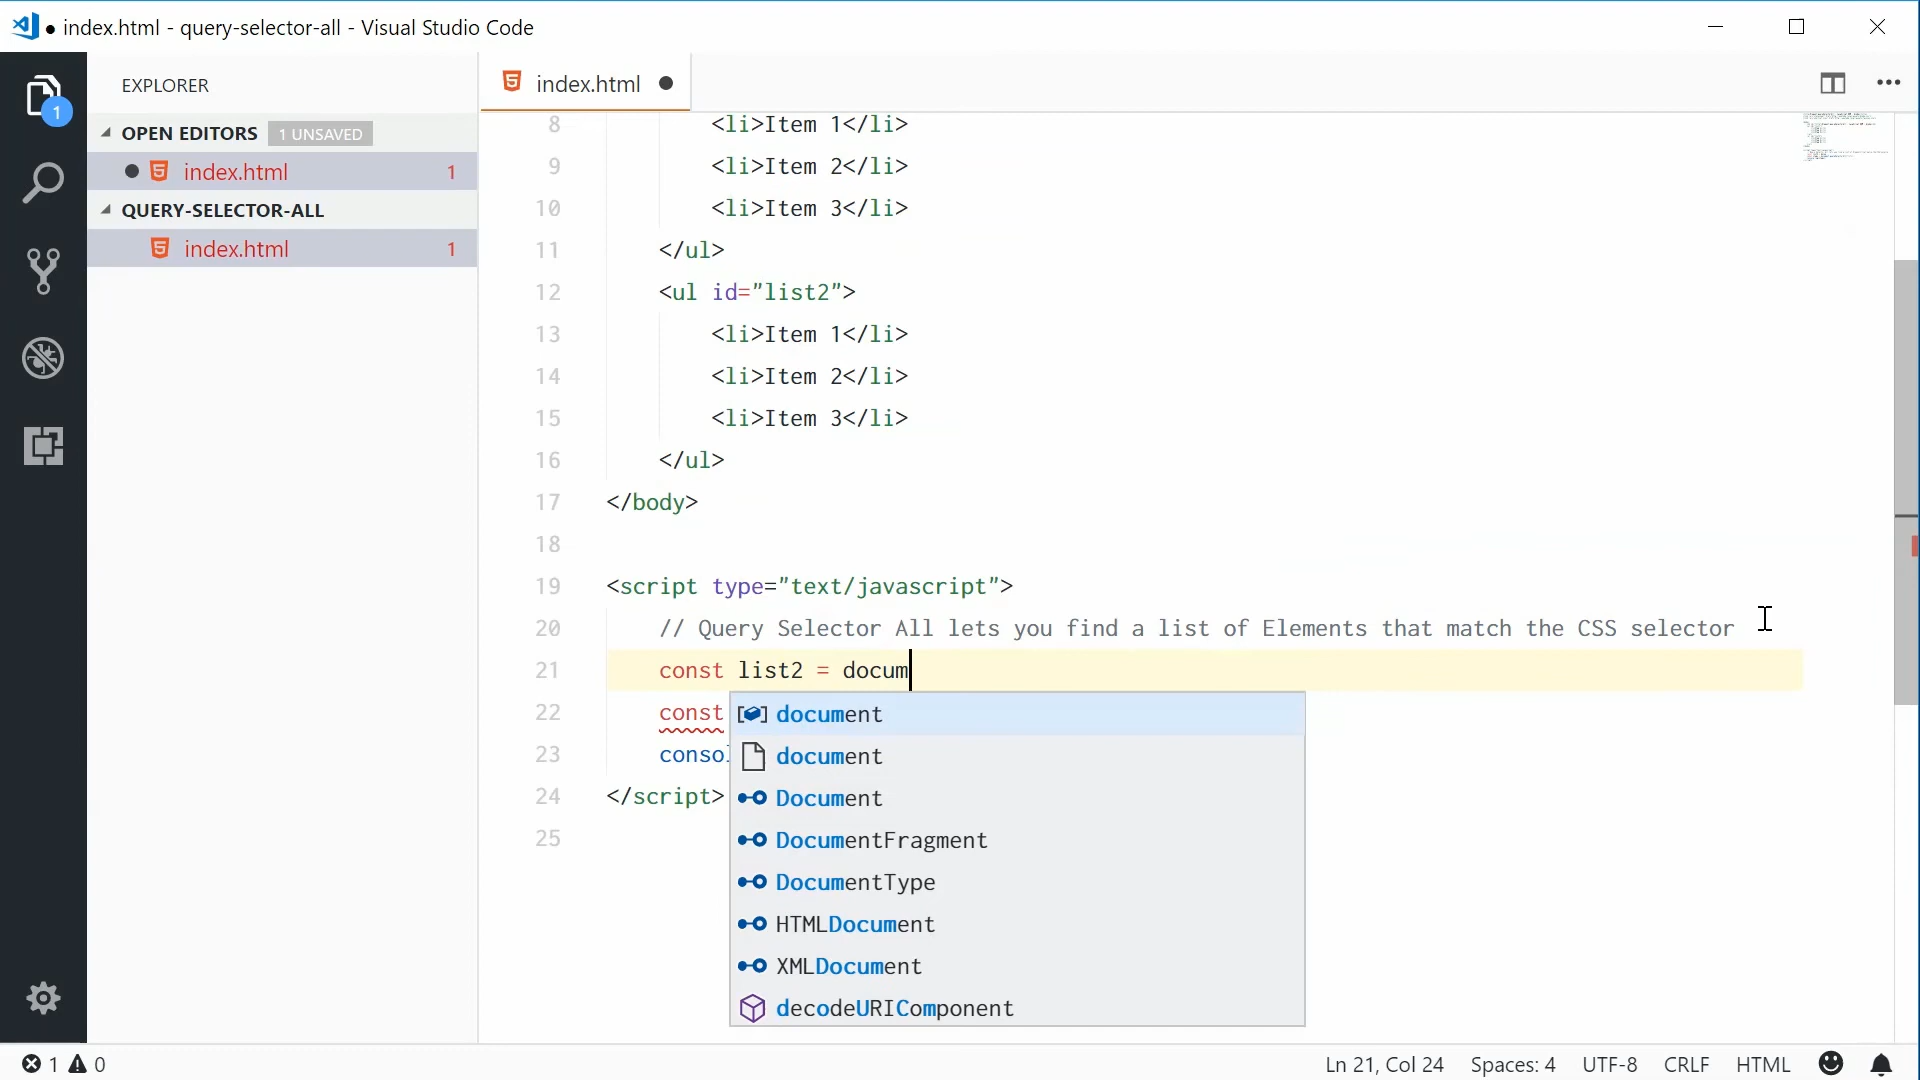 index.html - query-selector-all - Visual Studio Code
EXPLORER
1
OPEN EDITORS 1 UNSAVED
index.html 1
QUERY-SELECTOR-ALL
index.html 1
index.html
8 <li>Item 1</li>
9 <li>Item 2</li>
10 <li>Item 3</li>
11 </ul>
12 <ul id="list2">
13 <li>Item 1</li>
14 <li>Item 2</li>
15 <li>Item 3</li>
16 </ul>
17 </body>
18
19 <script type="text/javascript">
20 // Query Selector All lets you find a list of Elements that match the CSS selector
21 const list2 = docum
22 const
23 consol
24 </script>
25
document
document
Document
DocumentFragment
DocumentType
HTMLDocument
XMLDocument
decodeURIComponent
1 0
Ln 21, Col 24 Spaces: 4 UTF-8 CRLF HTML